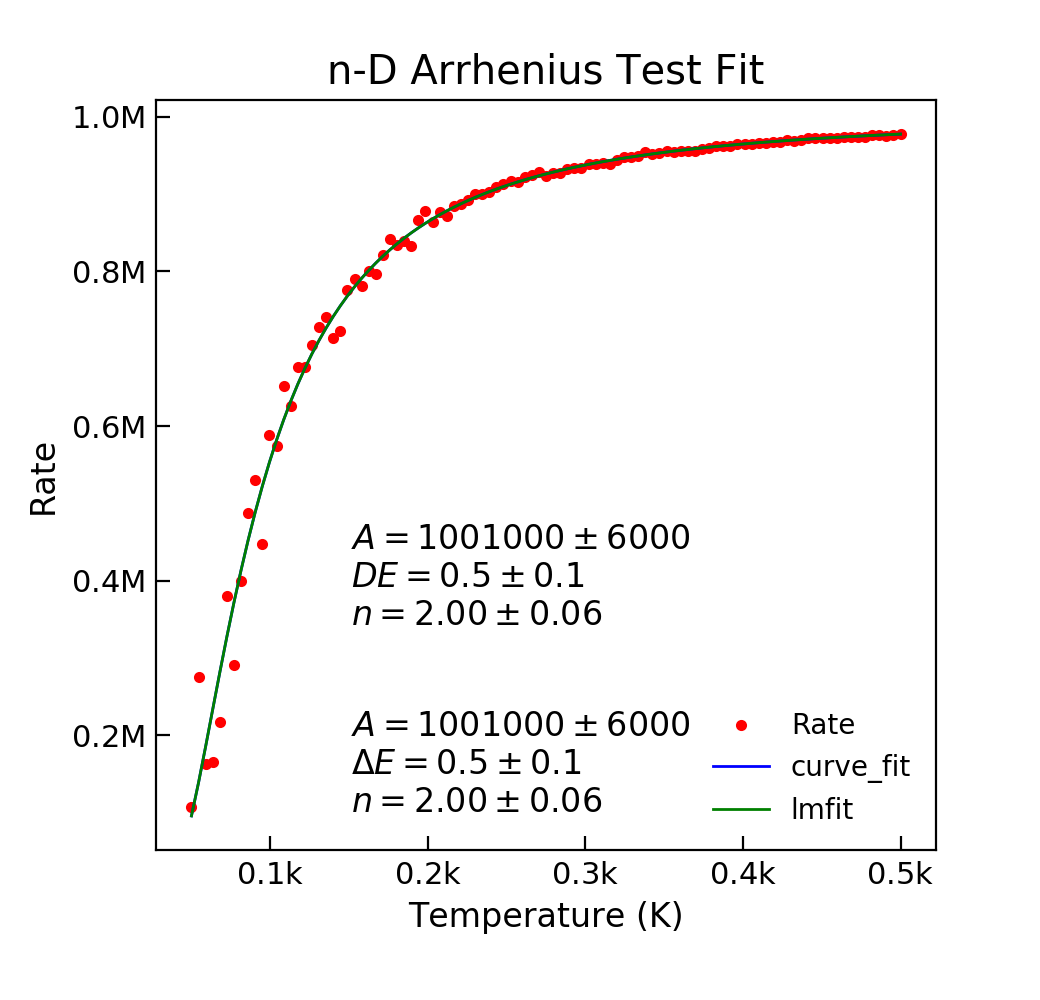 n-D Arrhenius Test Fit
1.0M
0.8M
0.6M
0.4M
0.2M
Rate
A = 1001000 ± 6000
DE = 0.5 ± 0.1
n = 2.00 ± 0.06
A = 1001000 ± 6000
ΔE = 0.5 ± 0.1
n = 2.00 ± 0.06
Rate
curve_fit
lmfit
0.1k 0.2k 0.3k 0.4k 0.5k
Temperature (K)